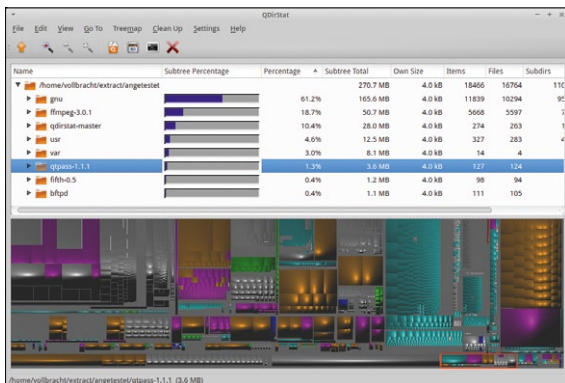 QDirStat
File Edit View Go To Treemap Clean Up Settings Help
Name Subtree Percentage Percentage Subtree Total Own Size Items Files Subdirs
/home/vollbracht/extract/angetestet 270.7 MB 4.0 kB 18466 16764
gnu 61.2% 165.6 MB 4.0 kB 11839 10294
ffmpeg-3.0.1 18.7% 50.7 MB 4.0 kB 5668 5597
qdirstat-master 10.4% 28.0 MB 4.0 kB 274 263
usr 4.6% 12.5 MB 4.0 kB 327 283
var 3.0% 8.1 MB 4.0 kB 14 4
qtpass-1.1.1 1.3% 3.6 MB 4.0 kB 127 124
fifth-0.5 0.4% 1.2 MB 4.0 kB 98 94
bftpd 0.4% 1.1 MB 4.0 kB 111 105
/home/vollbracht/extract/angetestet/qtpass-1.1.1 (3.6 MB)